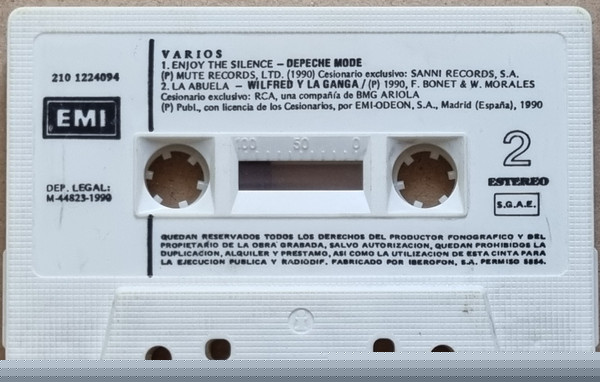 VARIOS
1. ENJOY THE SILENCE – DEPECHE MODE
(P) MUTE RECORDS, LTD. (1990) Cesionario exclusivo: SANNI RECORDS, S.A.
2. LA ABUELA – WILFRED Y LA GANGA / (P) 1990, F. BONET & W. MORALES
Cesionario exclusivo: RCA, una compañía de BMG ARIOLA
(P) Publ., con licencia de los Cesionarios, por EMI-ODEON, S.A., Madrid (España), 1990
210 1224094
EMI
DEP. LEGAL:
M-44823-1990
100 50 0
2
ESTEREO
S.G.A.E.
QUEDAN RESERVADOS TODOS LOS DERECHOS DEL PRODUCTOR FONOGRAFICO Y DEL
PROPIETARIO DE LA OBRA GRABADA, SALVO AUTORIZACION, QUEDAN PROHIBIDOS LA
DUPLICACION, ALQUILER Y PRESTAMO, ASI COMO LA UTILIZACION DE ESTA CINTA PARA
LA EJECUCION PUBLICA Y RADIODIF. FABRICADO POR IBEROFON, S.A. PERMISO 5864.